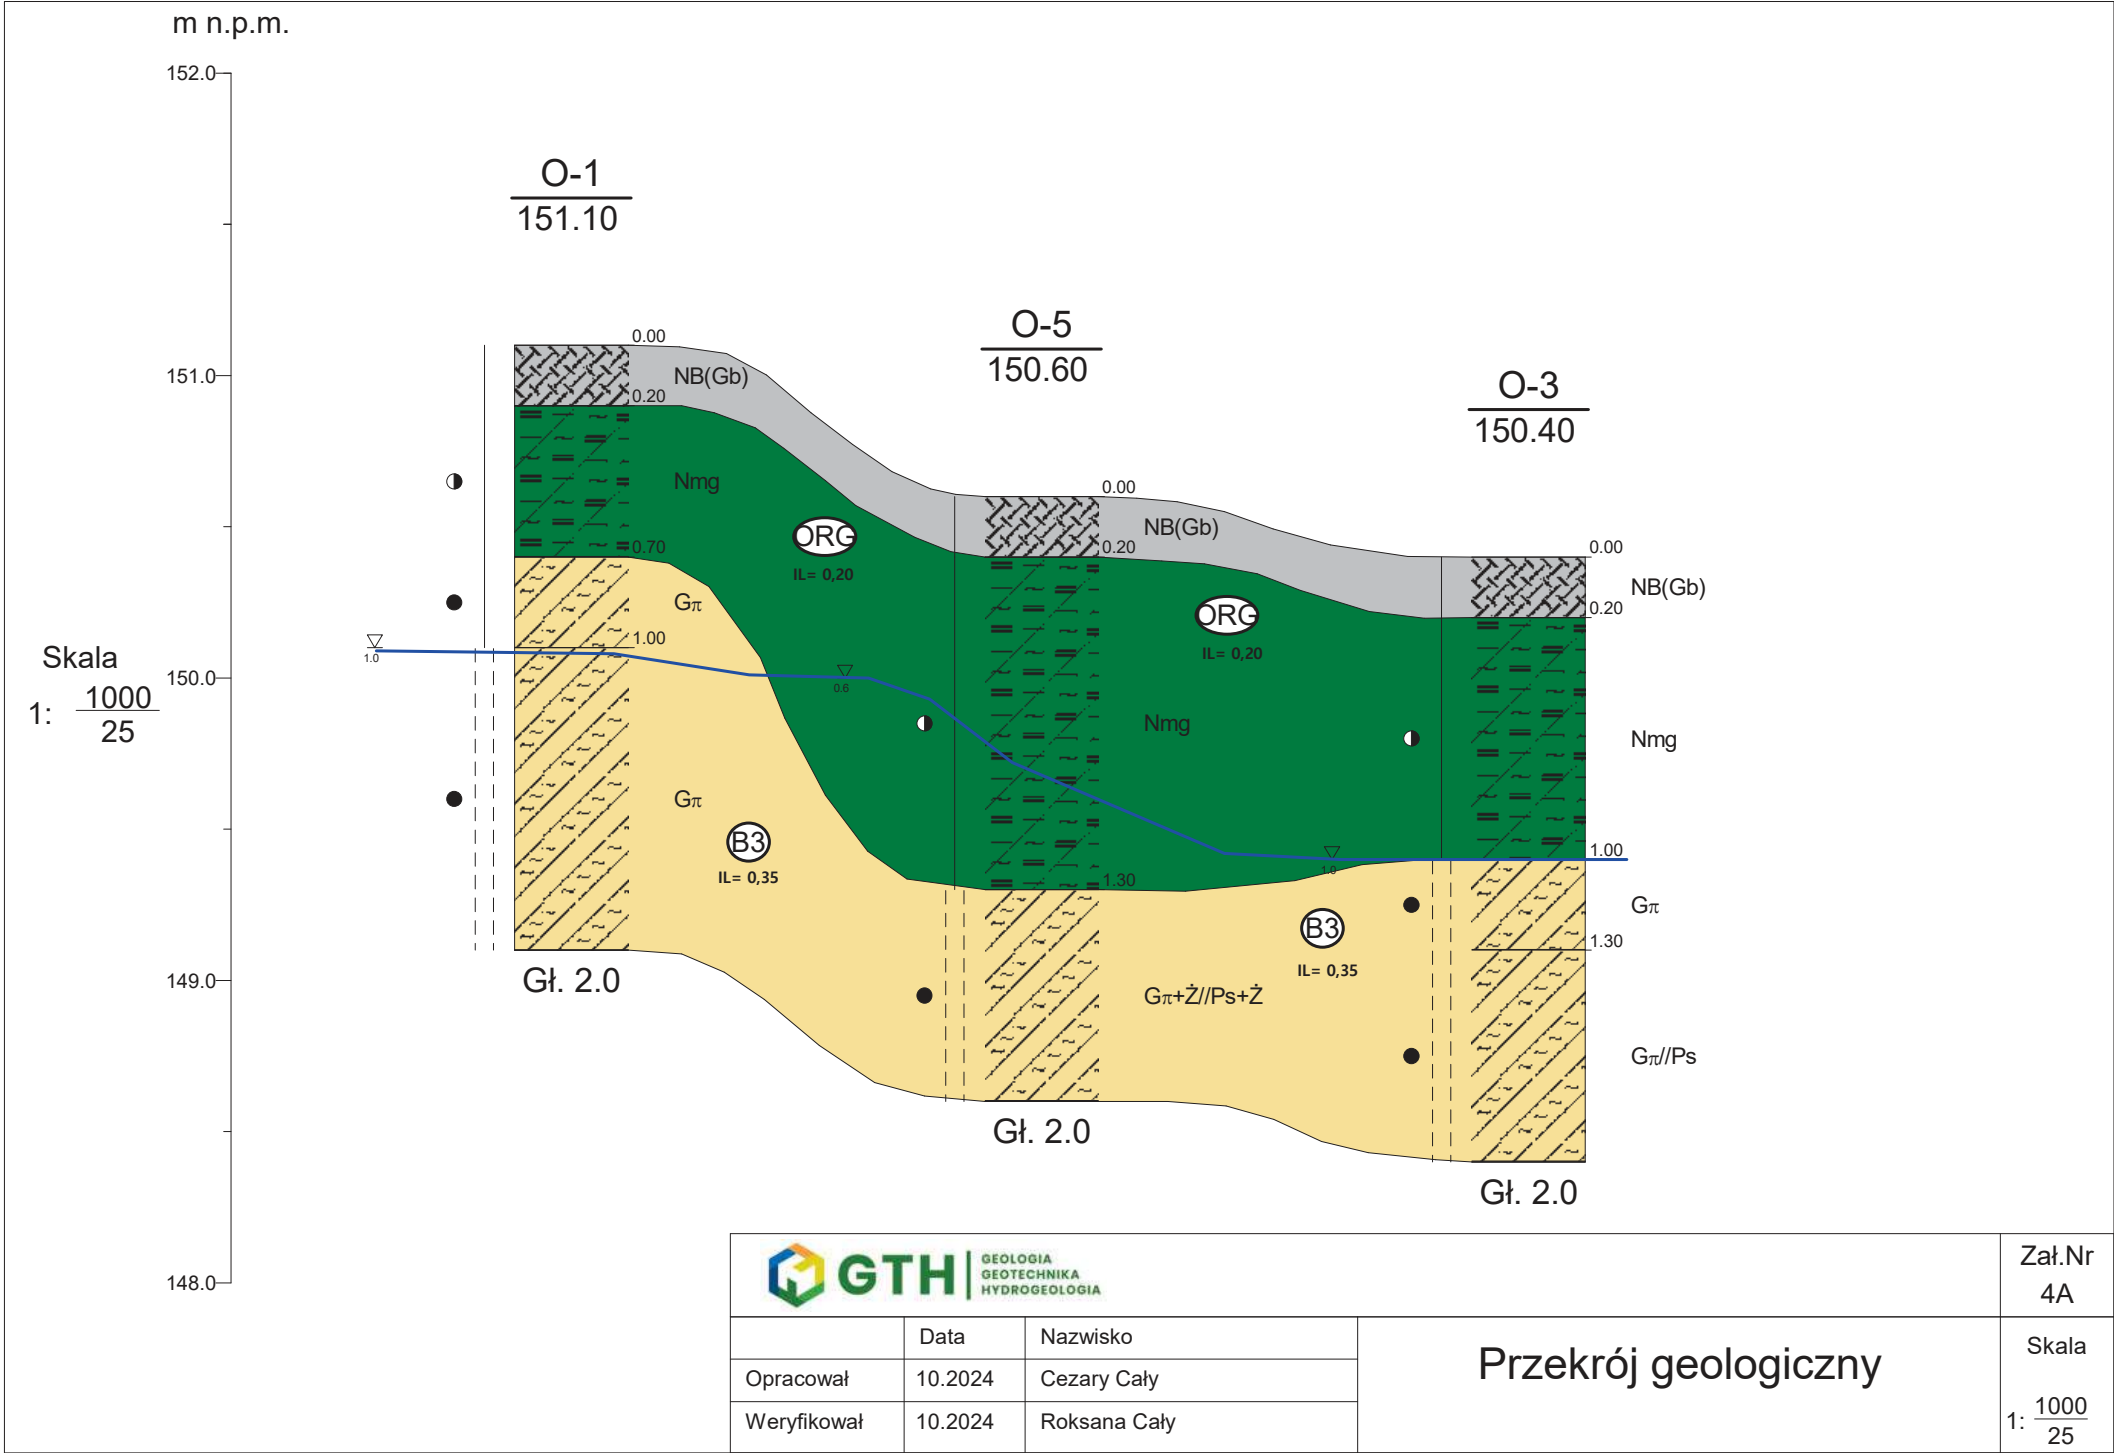 m n.p.m.
152.0
151.0
150.0
149.0
148.0
Skala
1: 1000
25
O-1
151.10
0.00
NB(Gb)
0.20
Nmg
0.70
Gπ
1.00
Gπ
Gł. 2.0
1.0
ORG
IL= 0,20
B3
IL= 0,35
0.6
O-5
150.60
0.00
NB(Gb)
0.20
Nmg
1.30
Gπ+Ż//Ps+Ż
Gł. 2.0
ORG
IL= 0,20
1.0
B3
IL= 0,35
O-3
150.40
0.00
NB(Gb)
0.20
Nmg
1.00
Gπ
1.30
Gπ//Ps
Gł. 2.0
GTH
GEOLOGIA
GEOTECHNIKA
HYDROGEOLOGIA
Zał.Nr
4A
Data Nazwisko
Opracował 10.2024 Cezary Cały
Weryfikował 10.2024 Roksana Cały
Przekrój geologiczny
Skala
1: 1000
25